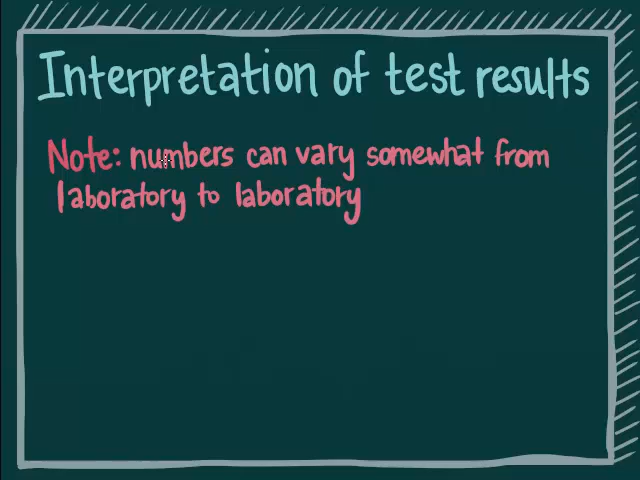 Interpretation of test results
Note: numbers can vary somewhat from
laboratory to laboratory